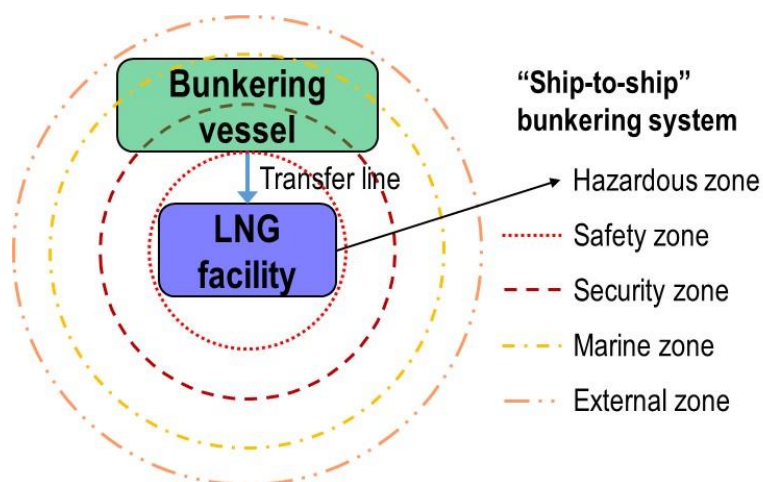 Bunkering
vessel
Transfer line
LNG
facility
“Ship-to-ship”
bunkering system
Hazardous zone
Safety zone
Security zone
Marine zone
External zone